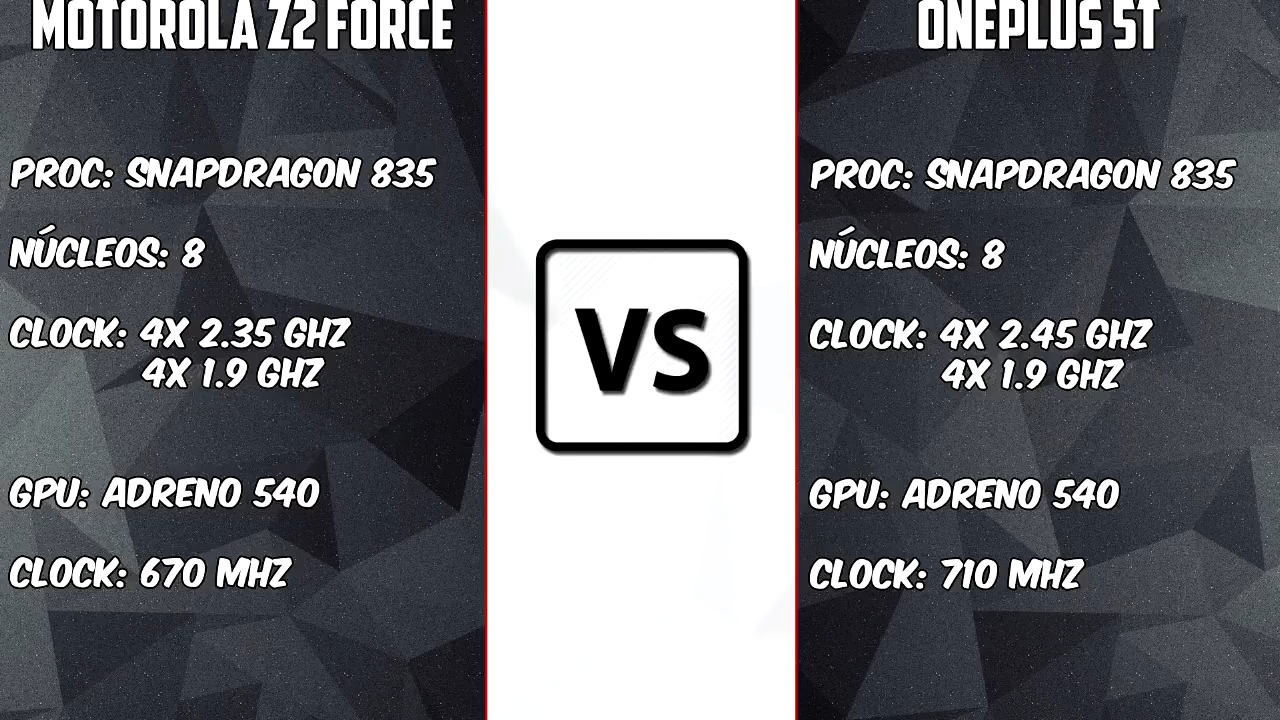 MOTOROLA Z2 FORCE
PROC: SNAPDRAGON 835
NÚCLEOS: 8
CLOCK: 4X 2.35 GHZ
4X 1.9 GHZ
GPU: ADRENO 540
CLOCK: 670 MHZ
VS
ONEPLUS 5T
PROC: SNAPDRAGON 835
NÚCLEOS: 8
CLOCK: 4X 2.45 GHZ
4X 1.9 GHZ
GPU: ADRENO 540
CLOCK: 710 MHZ